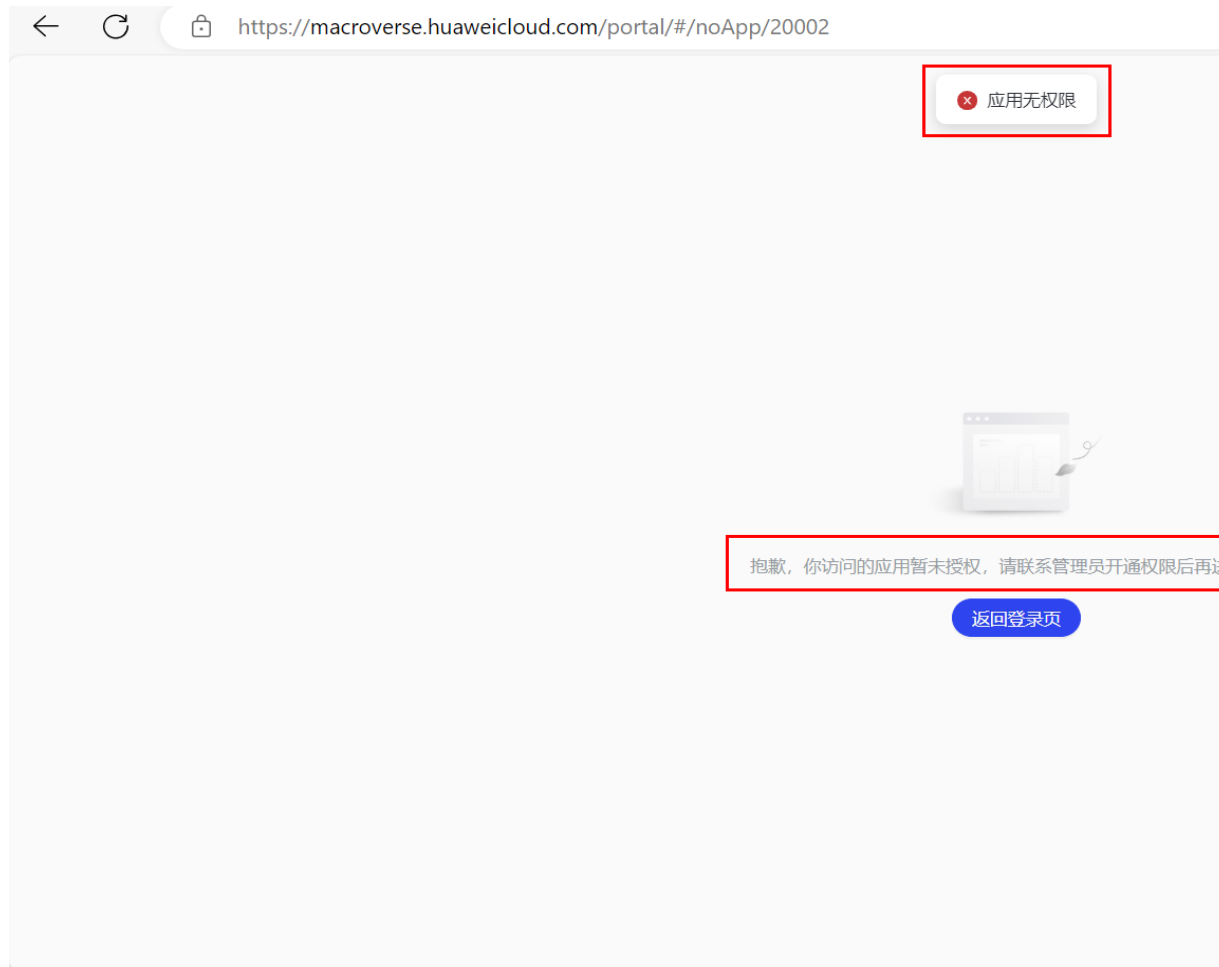 https://macroverse.huaweicloud.com/portal/#/noApp/20002
应用无权限
抱歉，你访问的应用暂未授权，请联系管理员开通权限后再
返回登录页